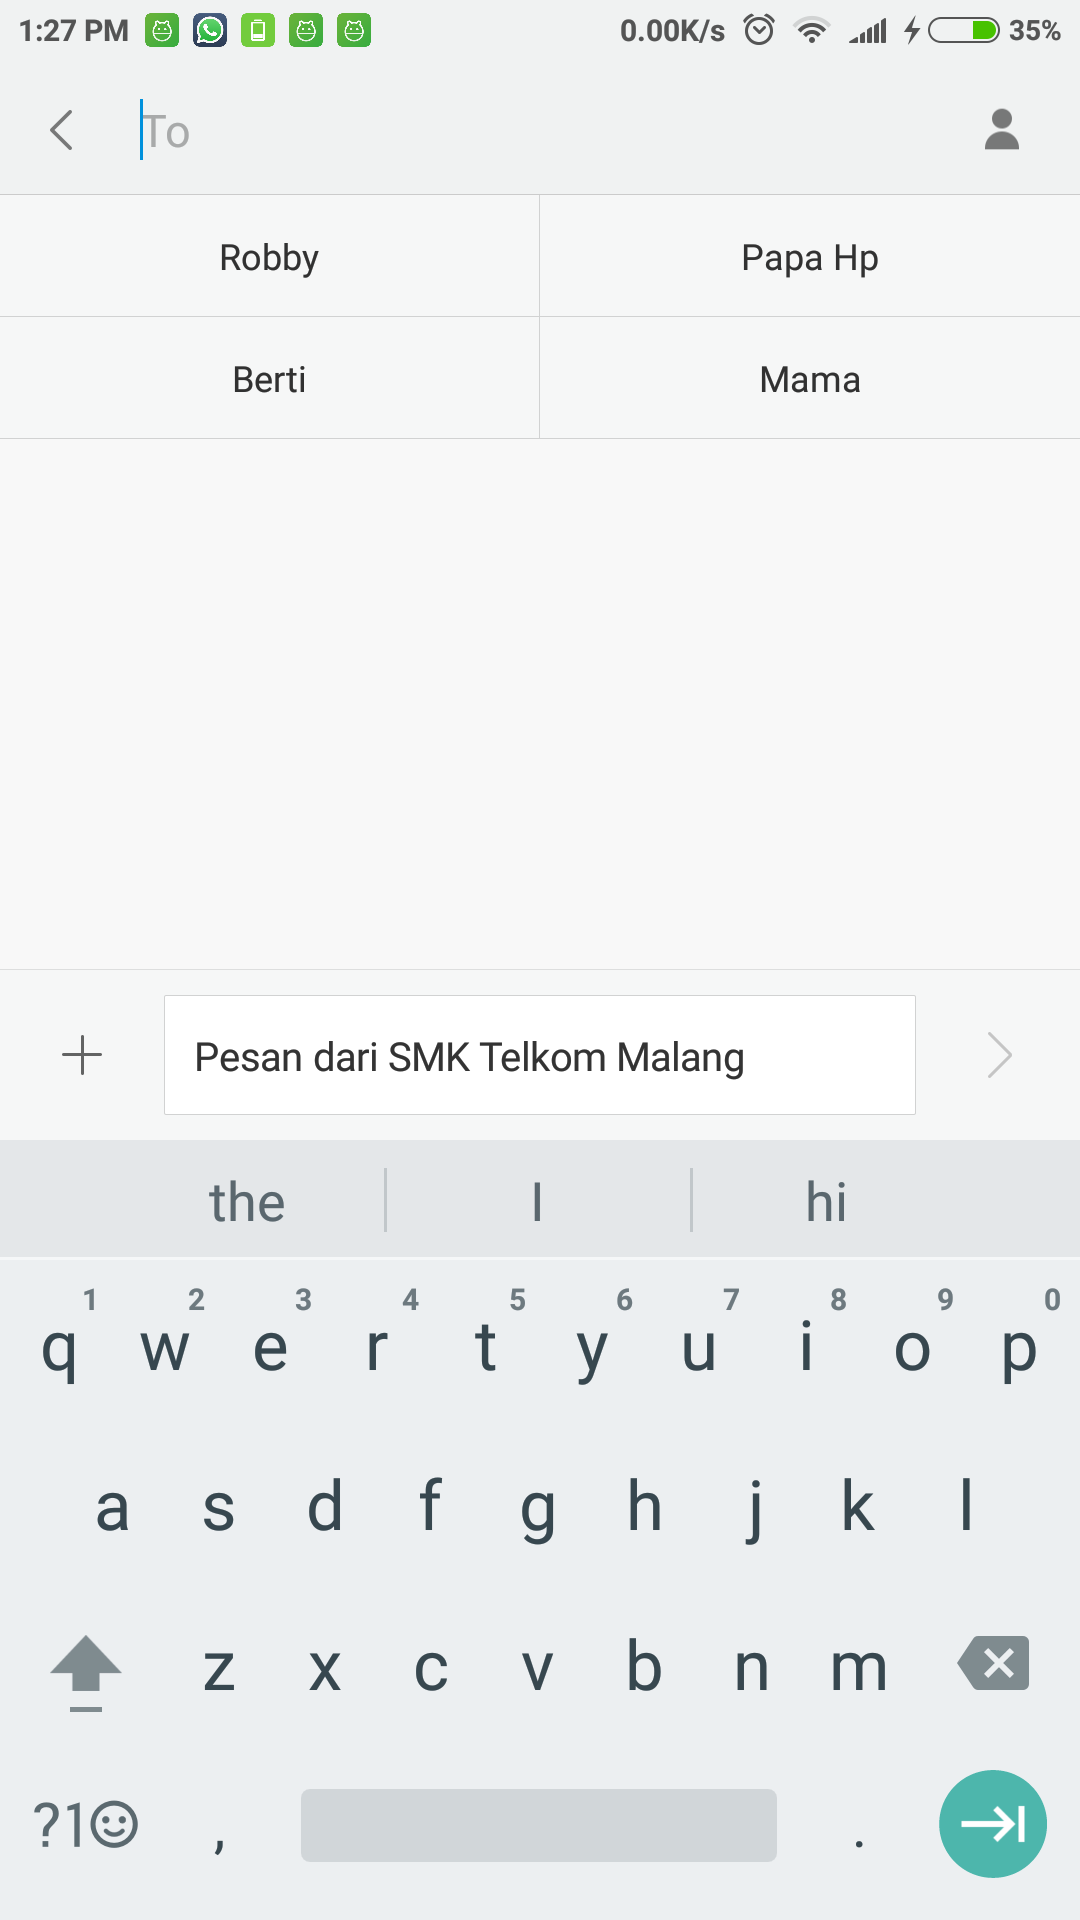 1:27 PM 0.00K/s 35%
To
Robby Papa Hp
Berti Mama
Pesan dari SMK Telkom Malang
the I hi
1 2 3 4 5 6 7 8 9 0
q w e r t y u i o p
a s d f g h j k l
z x c v b n m
?1☺ , .